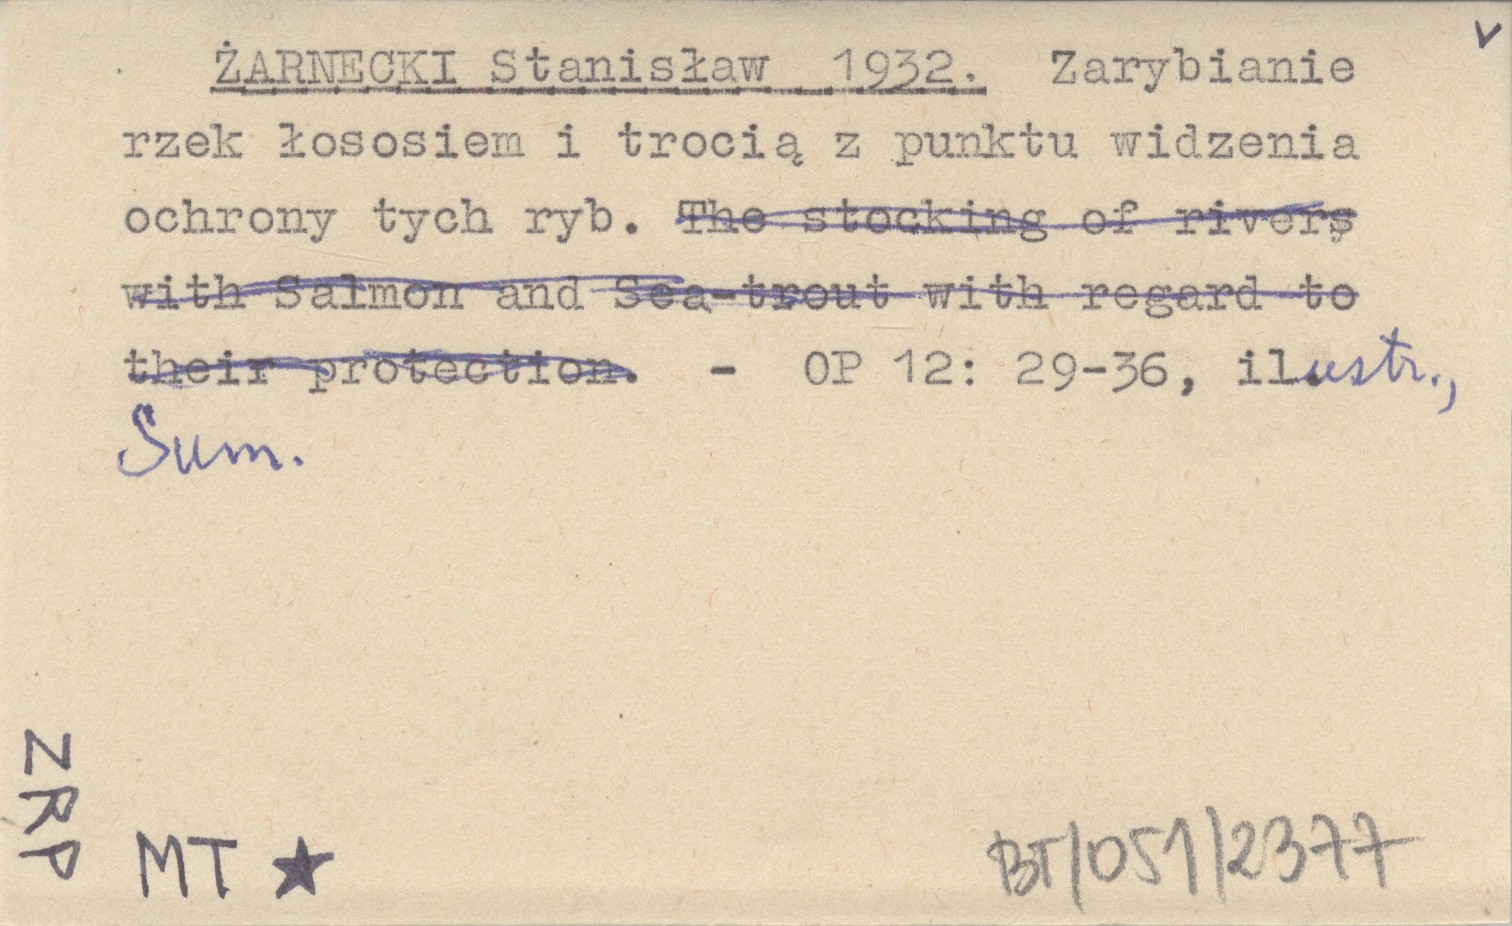 v
ŻARNECKI Stanisław 1932. Zarybianie
rzek łososiem i trocią z punktu widzenia
ochrony tych ryb. The stocking of rivers
with Salmon and Sea-trout with regard to
their protection. - OP 12: 29-36, ilustr.,
Sum.
ZRP
MT ★
BT/051/2377